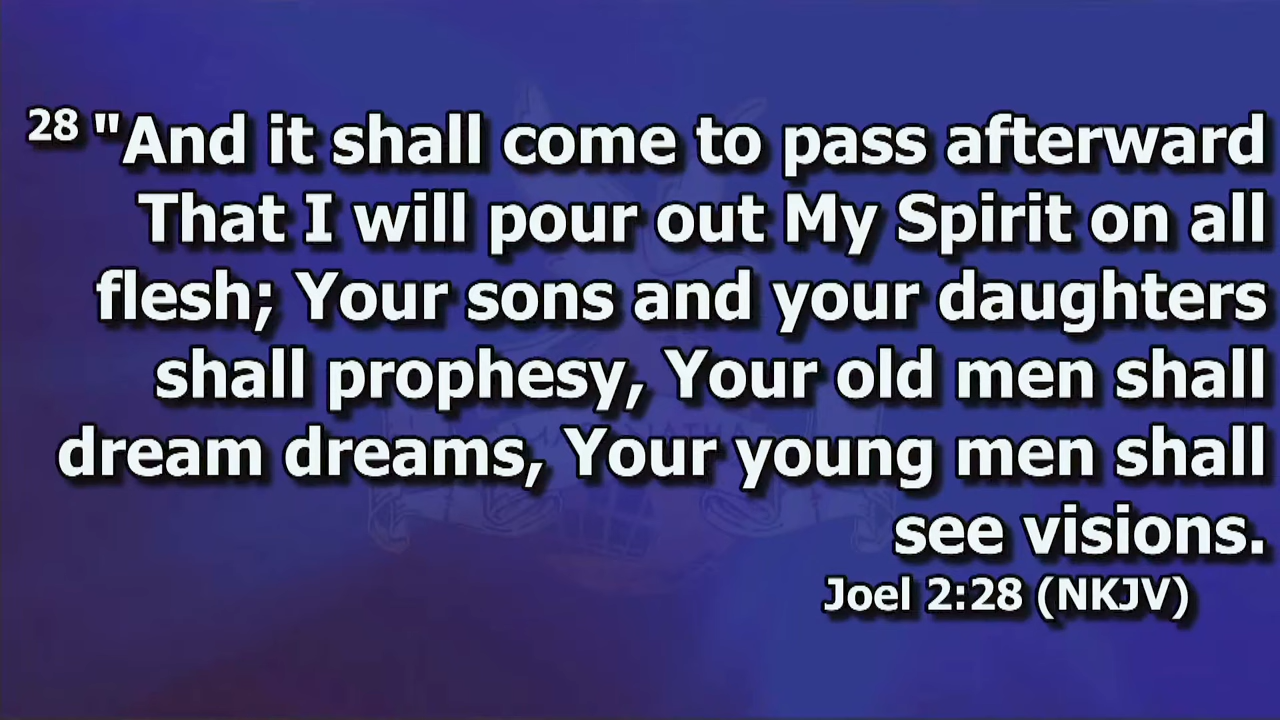 28 "And it shall come to pass afterward
That I will pour out My Spirit on all
flesh; Your sons and your daughters
shall prophesy, Your old men shall
dream dreams, Your young men shall
see visions.
Joel 2:28 (NKJV)